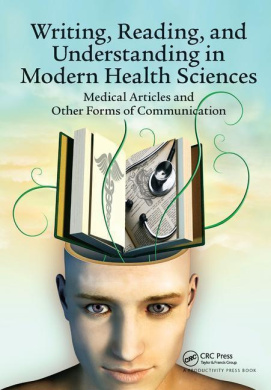 Writing, Reading, and
Understanding in
Modern Health Sciences
Medical Articles and
Other Forms of Communication
CRC
CRC Press
Taylor & Francis Group
A PRODUCTIVITY PRESS BOOK